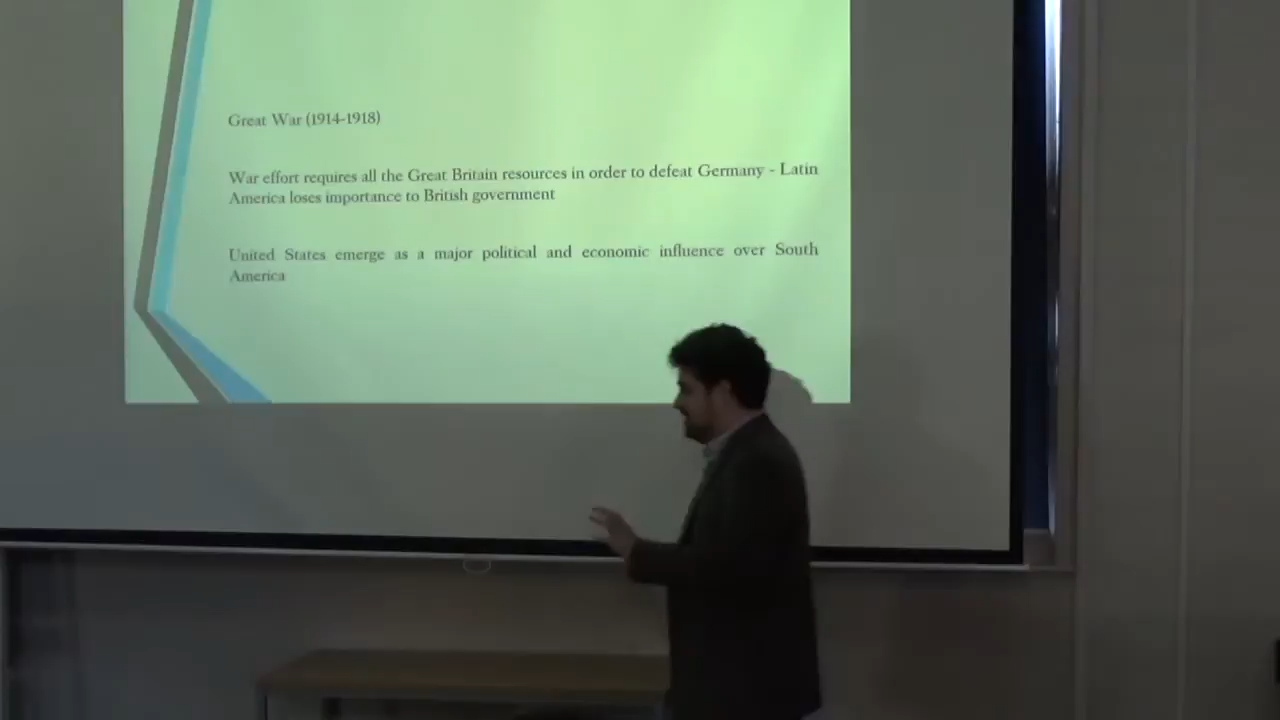 Great War (1914-1918)
War effort requires all the Great Britain resources in order to defeat Germany - Latin
America loses importance to British government
United States emerge as a major political and economic influence over South
America